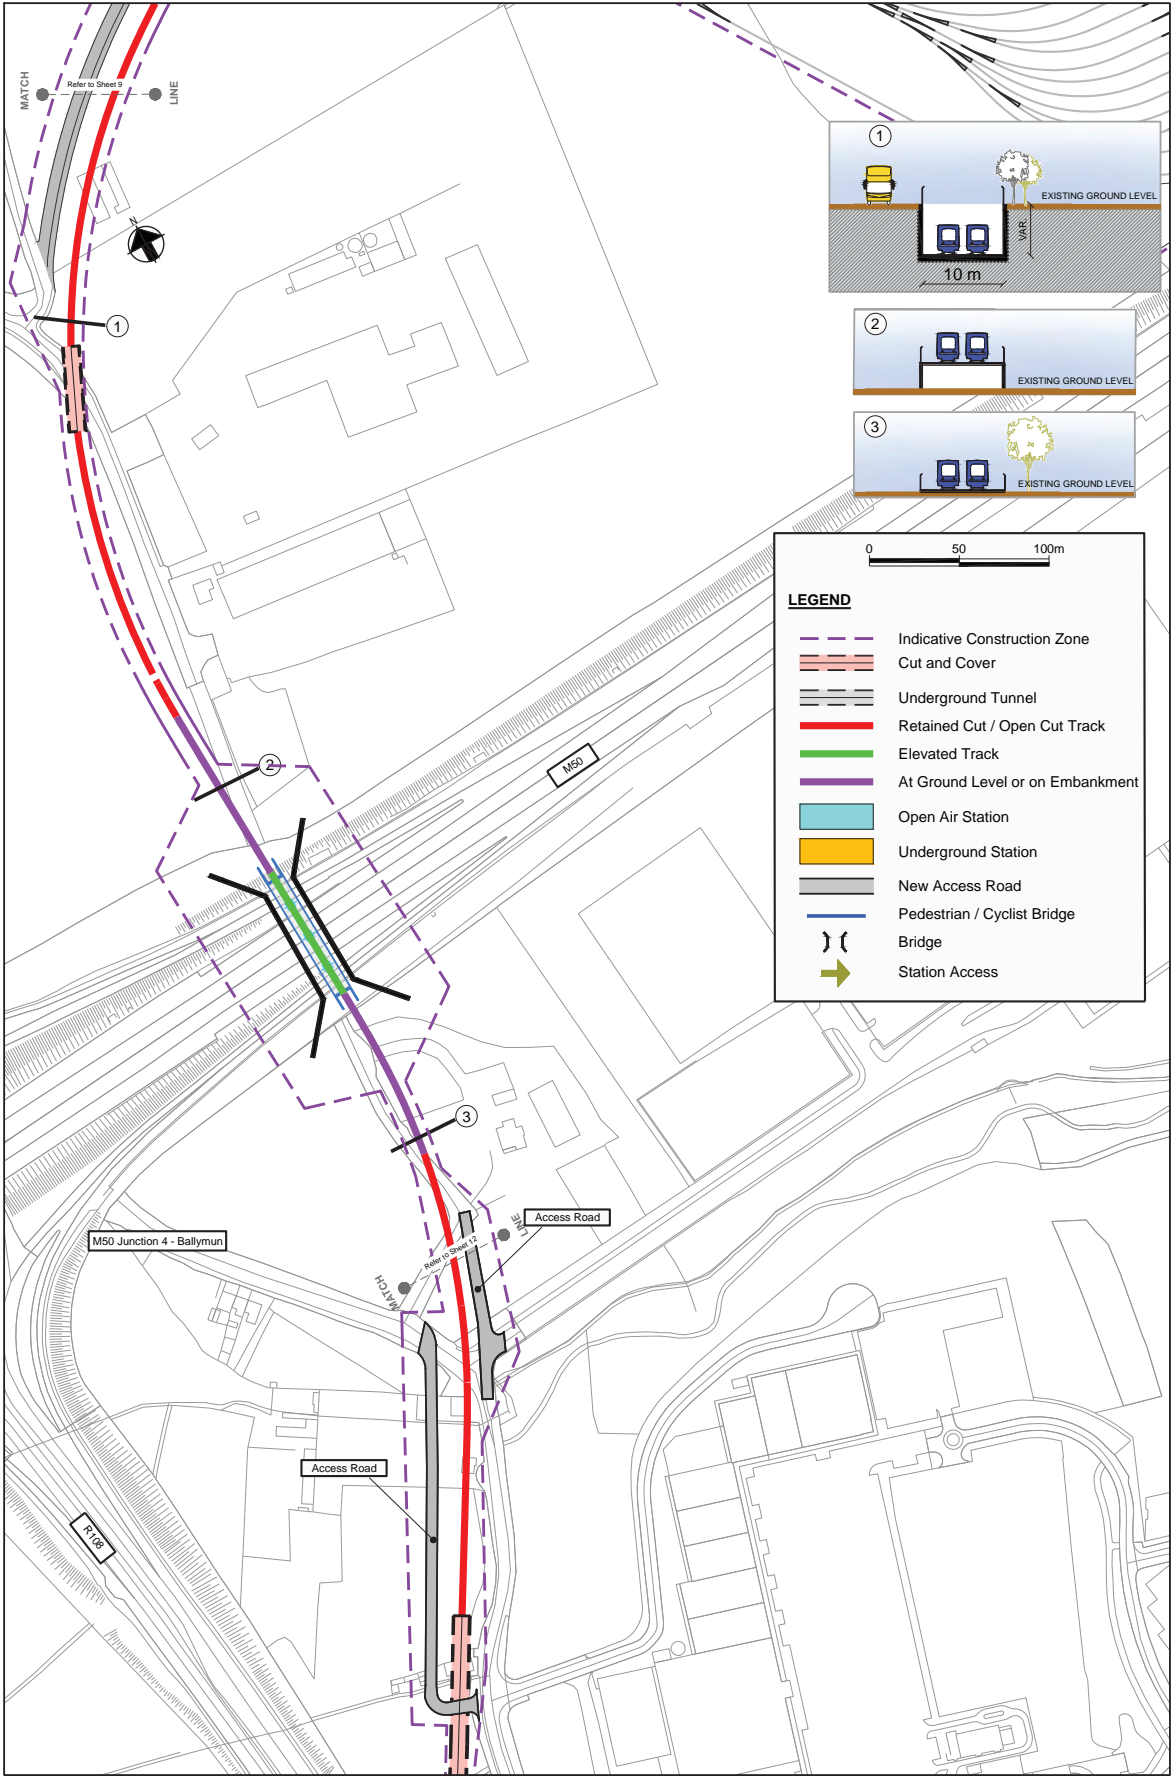 MATCH
Refer to Sheet 9
LINE
N
1
1
EXISTING GROUND LEVEL
VAR.
10 m
2
EXISTING GROUND LEVEL
3
EXISTING GROUND LEVEL
0 50 100m
LEGEND
Indicative Construction Zone
Cut and Cover
Underground Tunnel
Retained Cut / Open Cut Track
Elevated Track
At Ground Level or on Embankment
Open Air Station
Underground Station
New Access Road
Pedestrian / Cyclist Bridge
Bridge
Station Access
2
M50
3
Access Road
LINE
Refer to Sheet 12
MATCH
M50 Junction 4 - Ballymun
Access Road
R108